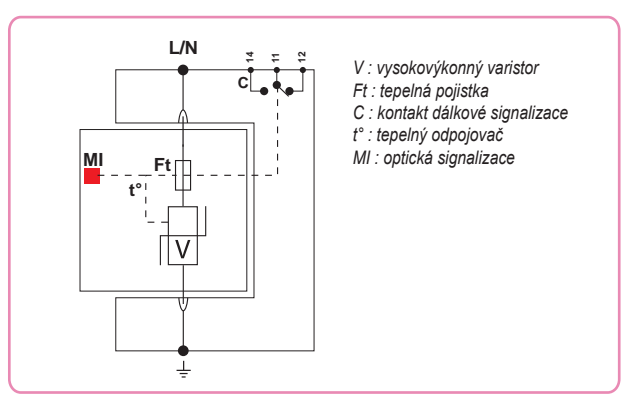 L/N
14
11
12
C
MI
Ft
t°
V
V : vysokovýkonný varistor
Ft : tepelná pojistka
C : kontakt dálkové signalizace
t° : tepelný odpojovač
MI : optická signalizace